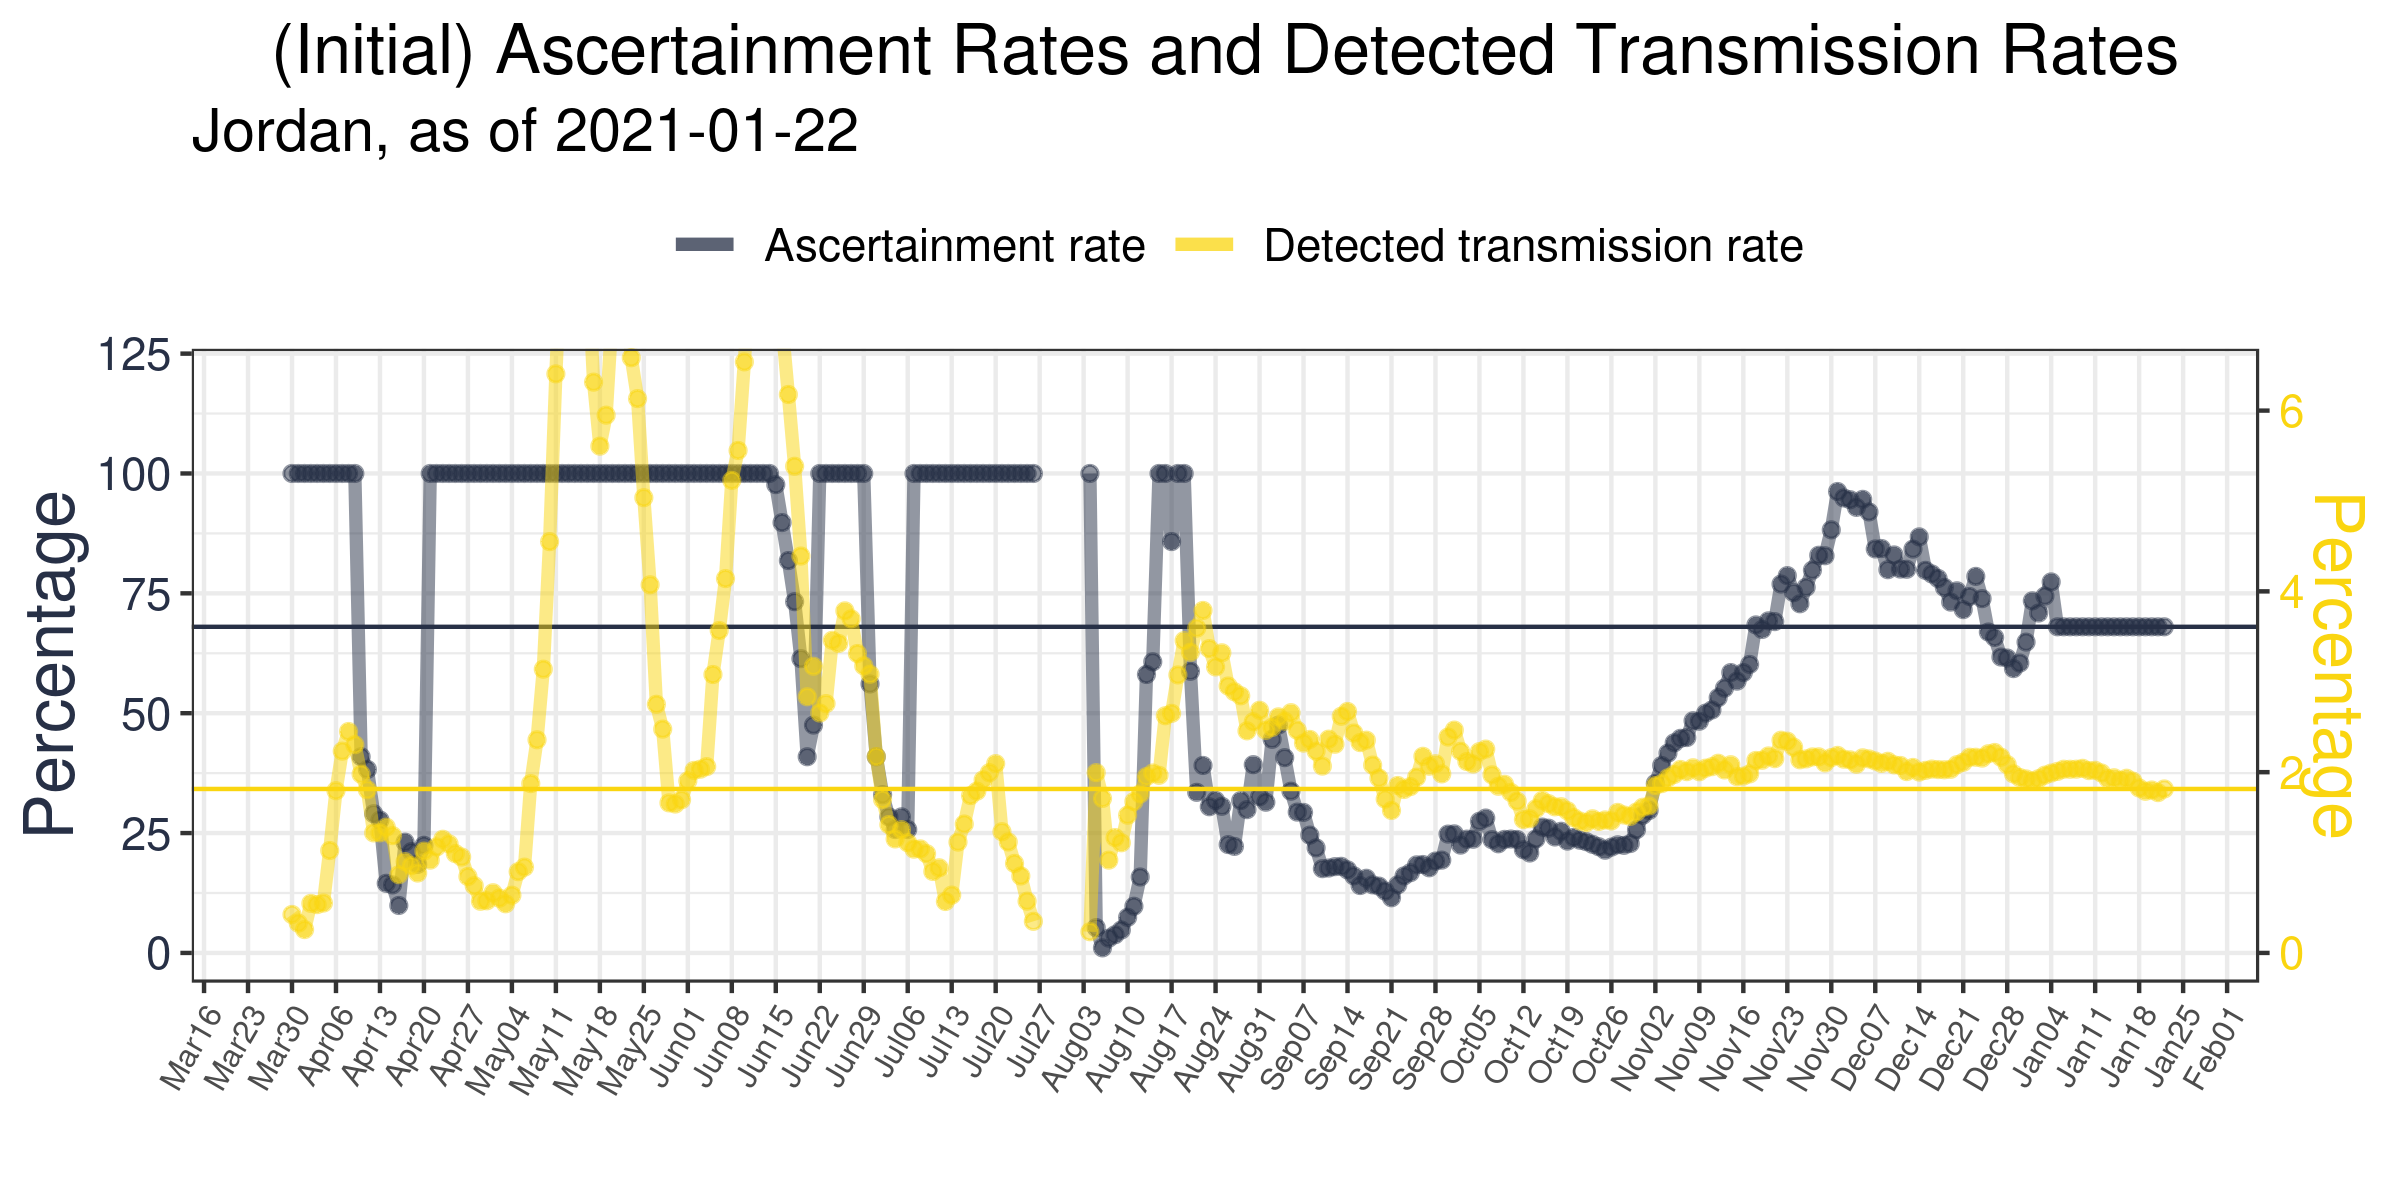 (Initial) Ascertainment Rates and Detected Transmission Rates
Jordan, as of 2021-01-22
Ascertainment rate Detected transmission rate
Percentage
125
100
75
50
25
0
6
4
2
0
Percentage
Mar16 Mar23 Mar30 Apr06 Apr13 Apr20 Apr27 May04 May11 May18 May25 Jun01 Jun08 Jun15 Jun22 Jun29 Jul06 Jul13 Jul20 Jul27 Aug03 Aug10 Aug17 Aug24 Aug31 Sep07 Sep14 Sep21 Sep28 Oct05 Oct12 Oct19 Oct26 Nov02 Nov09 Nov16 Nov23 Nov30 Dec07 Dec14 Dec21 Dec28 Jan04 Jan11 Jan18 Jan25 Feb01